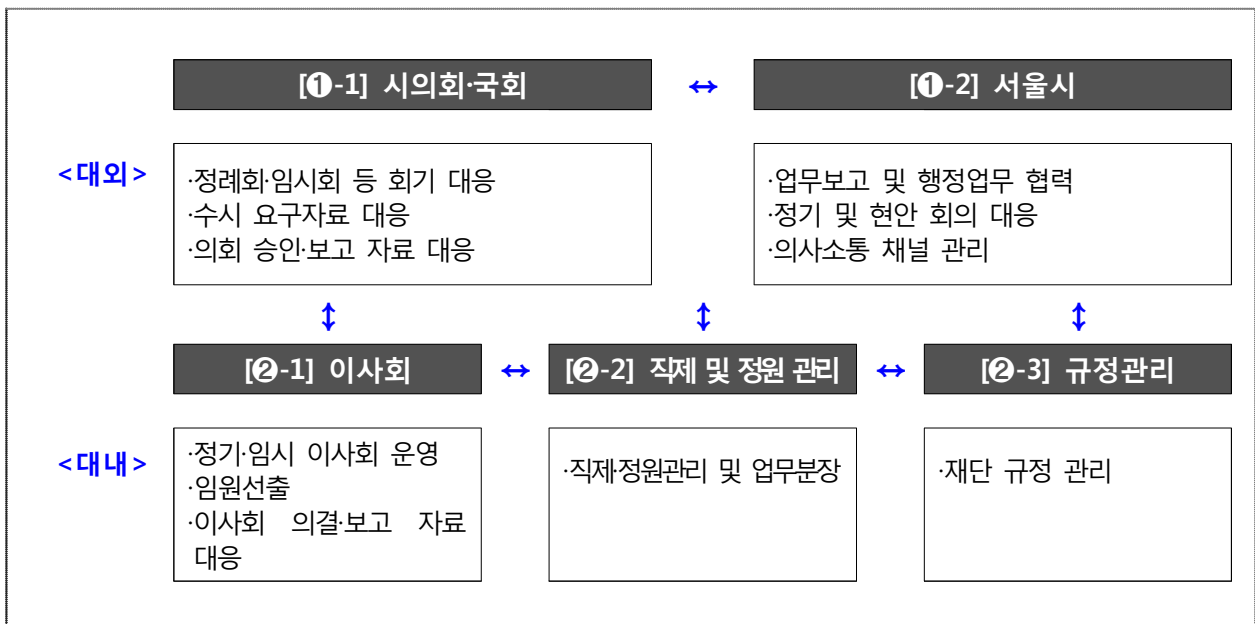 [❶-1] 시의회·국회 ↔ [❶-2] 서울시
<대외>
·정례회·임시회 등 회기 대응
·수시 요구자료 대응
·의회 승인·보고 자료 대응
·업무보고 및 행정업무 협력
·정기 및 현안 회의 대응
·의사소통 채널 관리
↕ ↕ ↕
[❷-1] 이사회 ↔ [❷-2] 직제 및 정원 관리 ↔ [❷-3] 규정관리
<대내>
·정기·임시 이사회 운영
·임원선출
·이사회 의결·보고 자료
대응
·직제·정원관리 및 업무분장
·재단 규정 관리